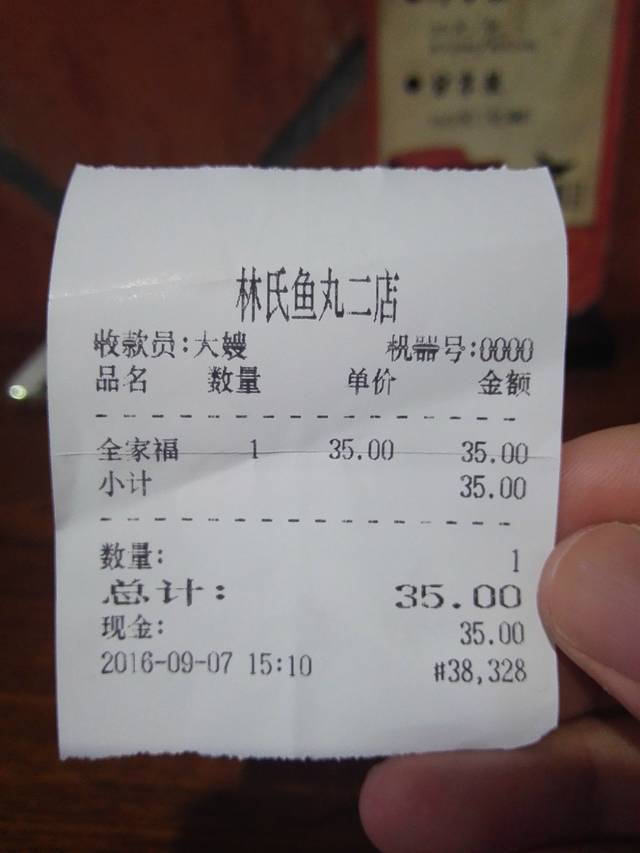 林氏鱼丸二店
收款员:大嫂 机器号:0000
品名 数量 单价 金额
全家福 1 35.00 35.00
小计 35.00
数量: 1
总计: 35.00
现金: 35.00
2016-09-07 15:10 #38,328